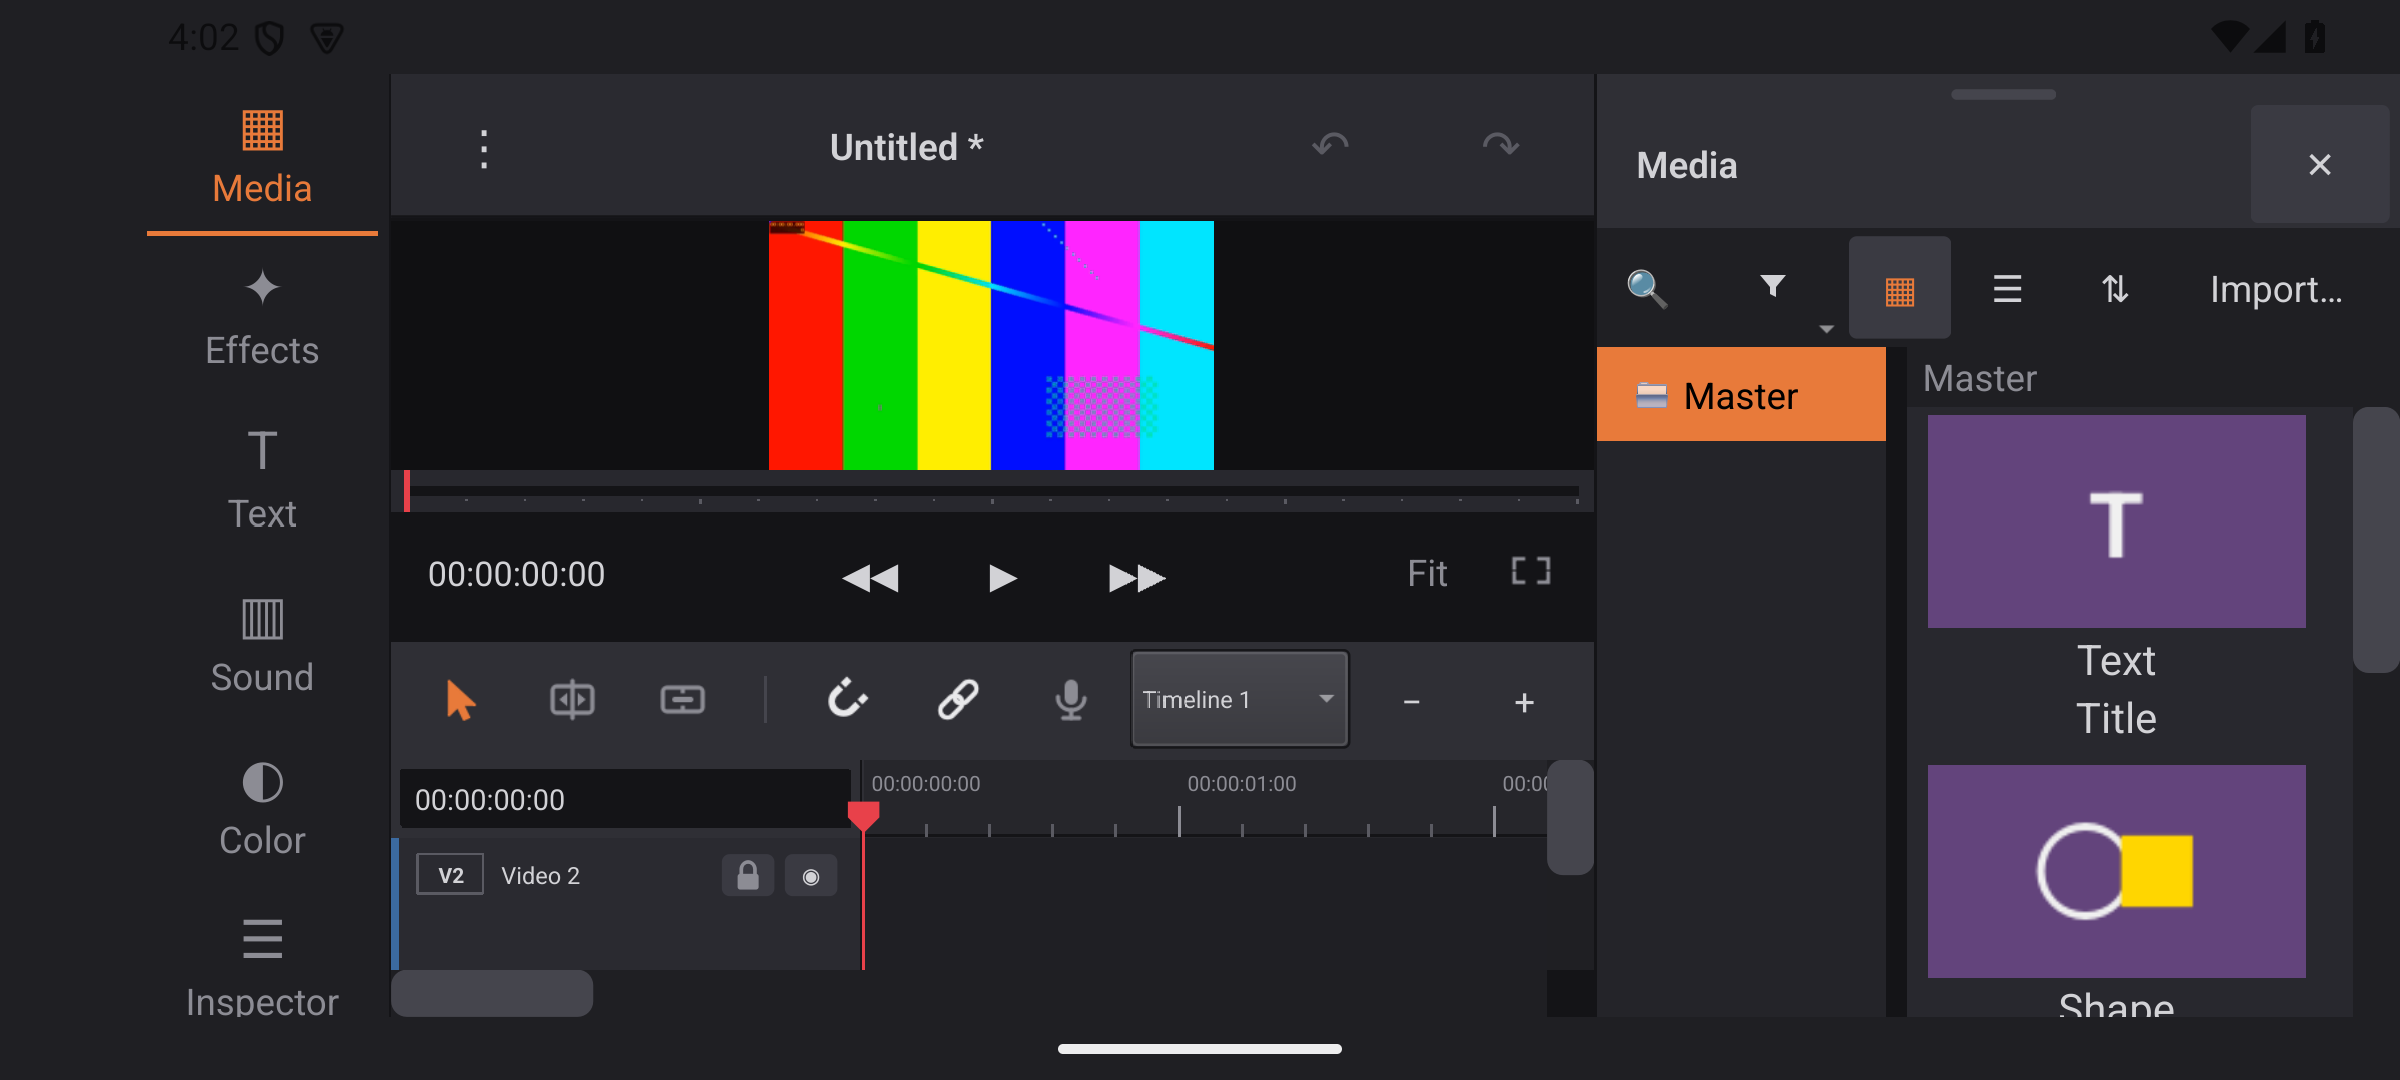 4:02
Media
Effects
Text
Sound
Color
Inspector
Untitled *
00:00:00:00
Fit
Timeline 1
00:00:00:00
00:00:00:00
00:00:01:00
V2
Video 2
Media
Import...
Master
Master
Text
Title
Shape